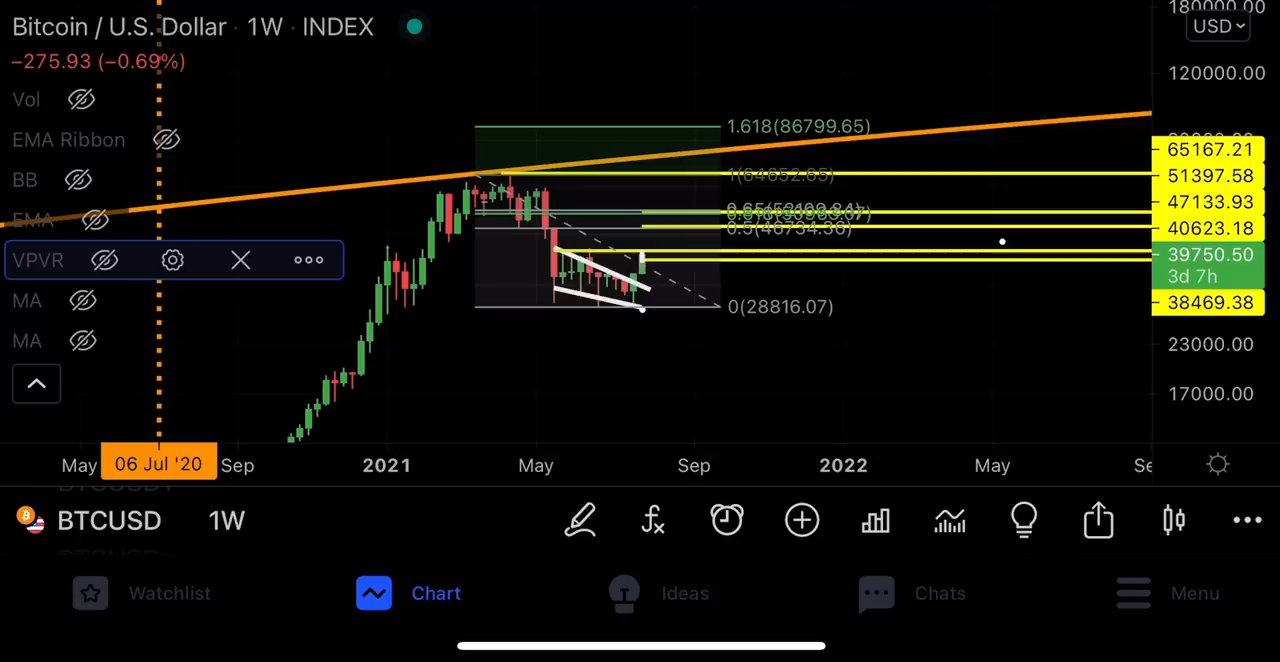 Bitcoin / U.S. Dollar · 1W · INDEX
−275.93 (−0.69%)
Vol
EMA Ribbon
BB
EMA
VPVR
MA
MA
180000.00
USD
120000.00
65167.21
51397.58
47133.93
40623.18
39750.50
3d 7h
38469.38
23000.00
17000.00
1.618(86799.65)
1(64652.65)
0.5(46734.36)
0(28816.07)
May
06 Jul '20
Sep
2021
May
Sep
2022
May
BTCUSD
1W
Watchlist
Chart
Ideas
Chats
Menu